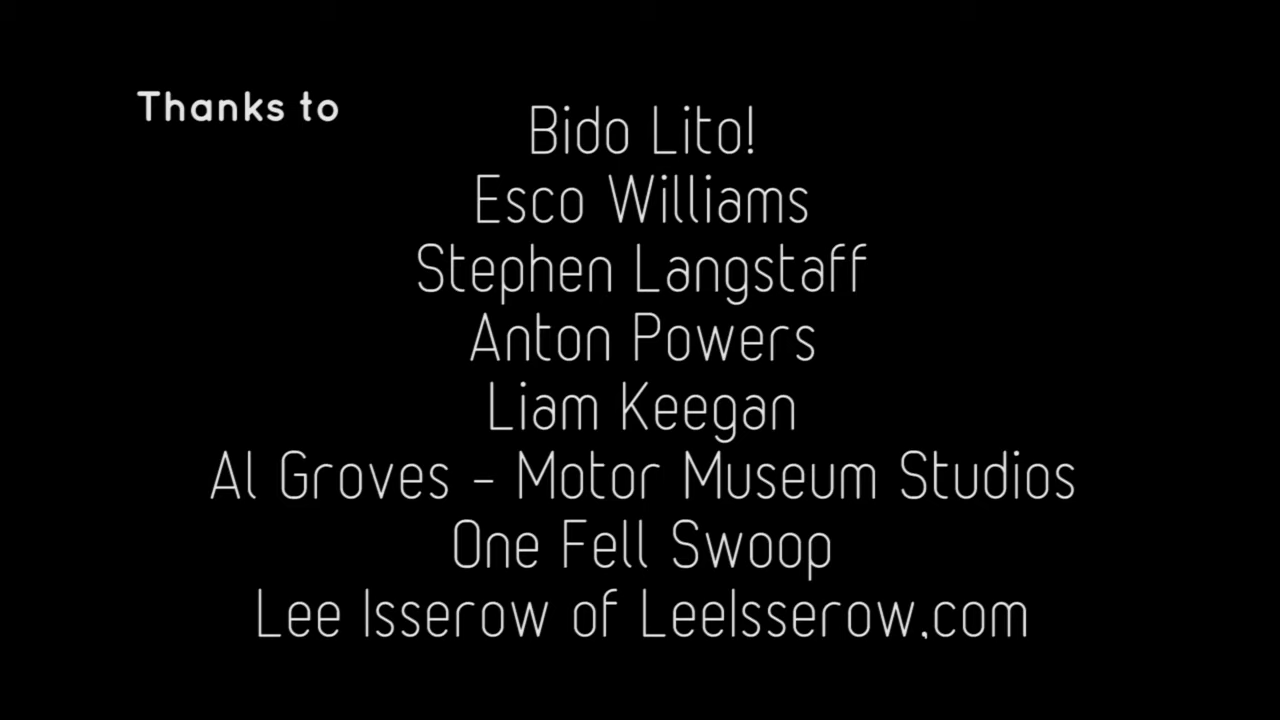 Thanks to
Bido Lito!
Esco Williams
Stephen Langstaff
Anton Powers
Liam Keegan
Al Groves - Motor Museum Studios
One Fell Swoop
Lee Isserow of LeeIsserow.com